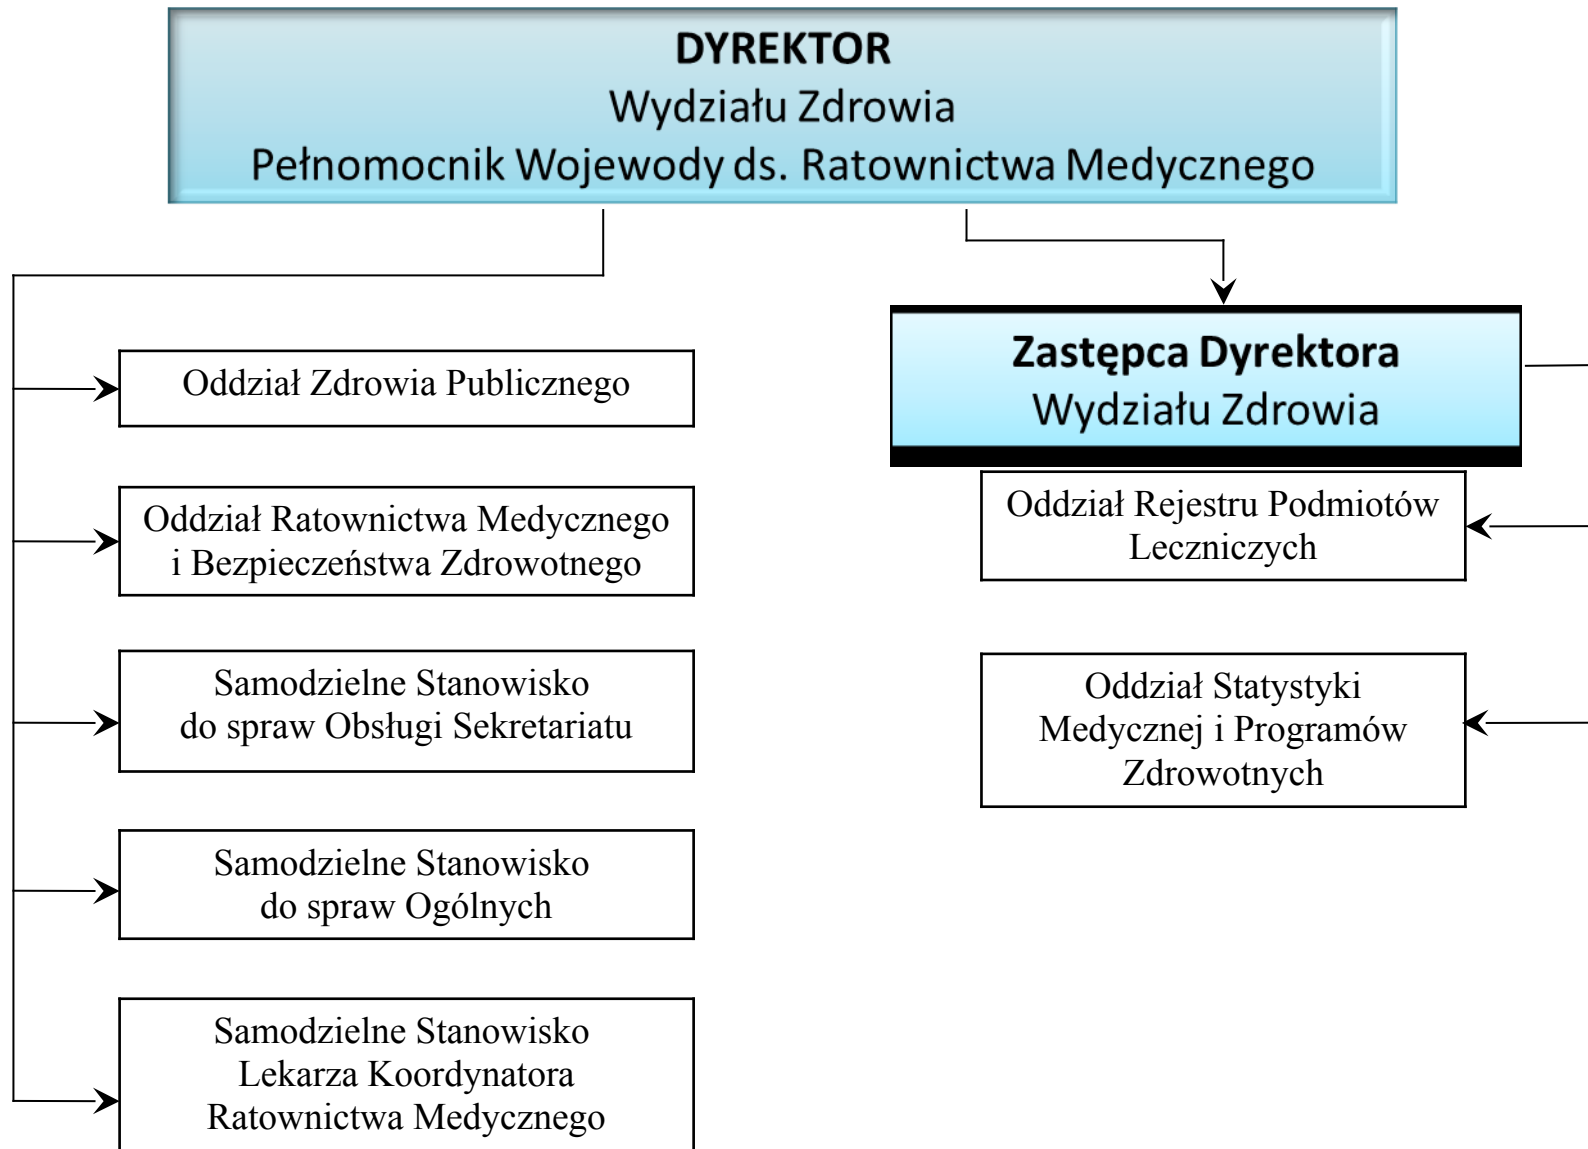 DYREKTOR
Wydziału Zdrowia
Pełnomocnik Wojewody ds. Ratownictwa Medycznego
Oddział Zdrowia Publicznego
Oddział Ratownictwa Medycznego
i Bezpieczeństwa Zdrowotnego
Samodzielne Stanowisko
do spraw Obsługi Sekretariatu
Samodzielne Stanowisko
do spraw Ogólnych
Samodzielne Stanowisko
Lekarza Koordynatora
Ratownictwa Medycznego
Zastępca Dyrektora
Wydziału Zdrowia
Oddział Rejestru Podmiotów
Leczniczych
Oddział Statystyki
Medycznej i Programów
Zdrowotnych